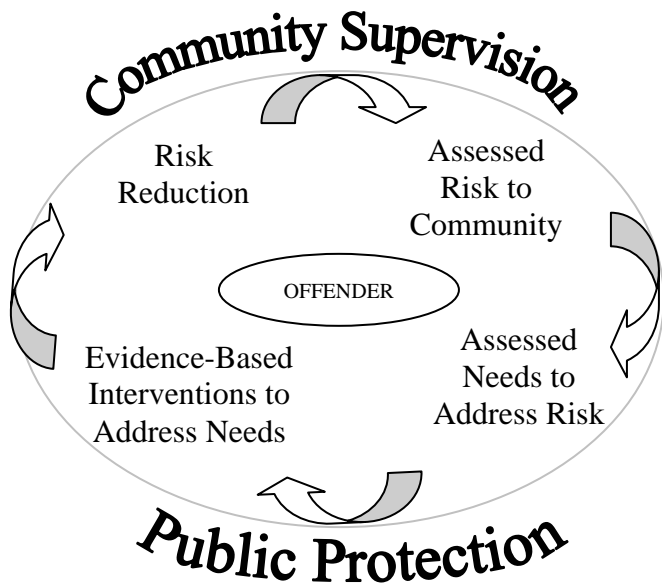 Community Supervision
Risk
Reduction
Assessed
Risk to
Community
OFFENDER
Evidence-Based
Interventions to
Address Needs
Assessed
Needs to
Address Risk
Public Protection